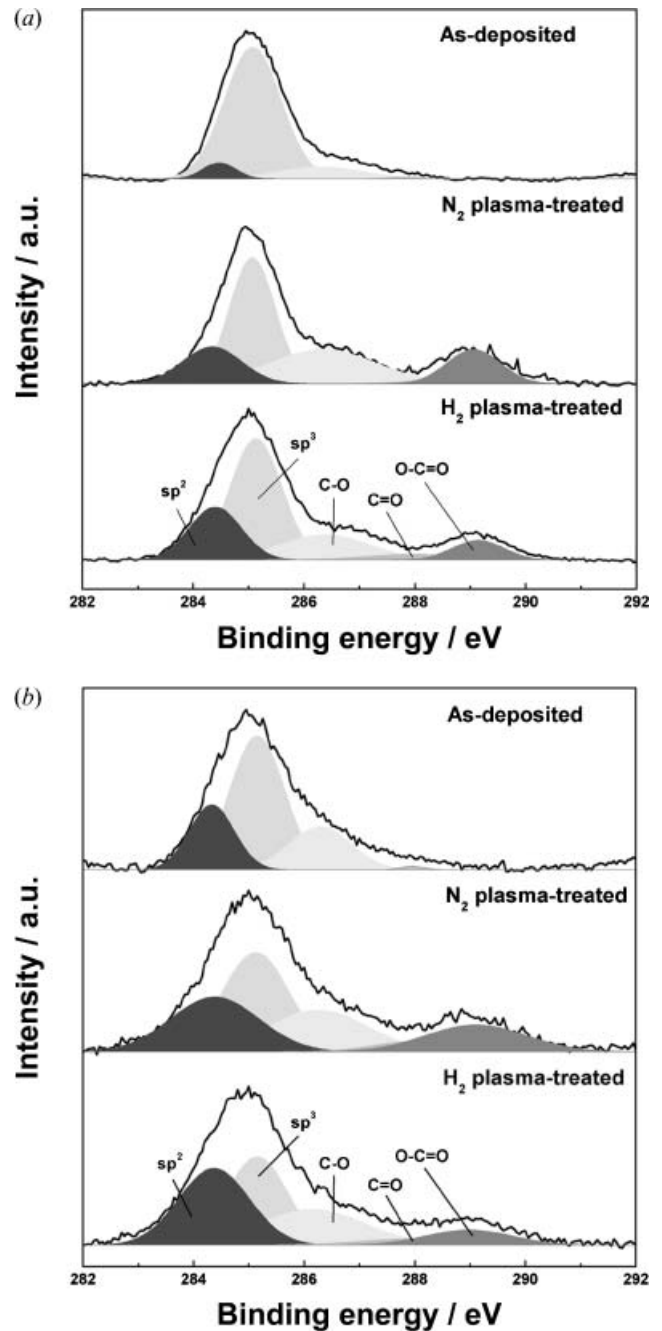 (a)
As-deposited
N₂ plasma-treated
H₂ plasma-treated
sp³
sp²
C-O
C=O
O-C=O
Intensity / a.u.
282 284 286 288 290 292
Binding energy / eV
(b)
As-deposited
N₂ plasma-treated
H₂ plasma-treated
sp³
sp²
C-O
C=O
O-C=O
Intensity / a.u.
282 284 286 288 290 292
Binding energy / eV